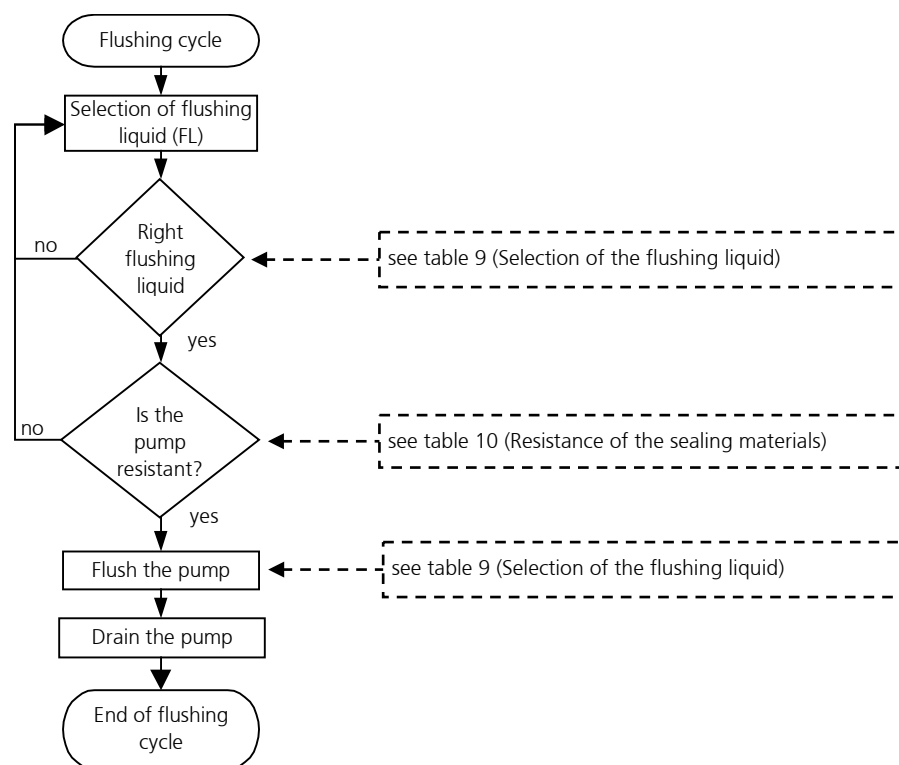 Flushing cycle
Selection of flushing
liquid (FL)
Right
flushing
liquid
no
see table 9 (Selection of the flushing liquid)
yes
Is the
pump
resistant?
no
see table 10 (Resistance of the sealing materials)
yes
Flush the pump
see table 9 (Selection of the flushing liquid)
Drain the pump
End of flushing
cycle